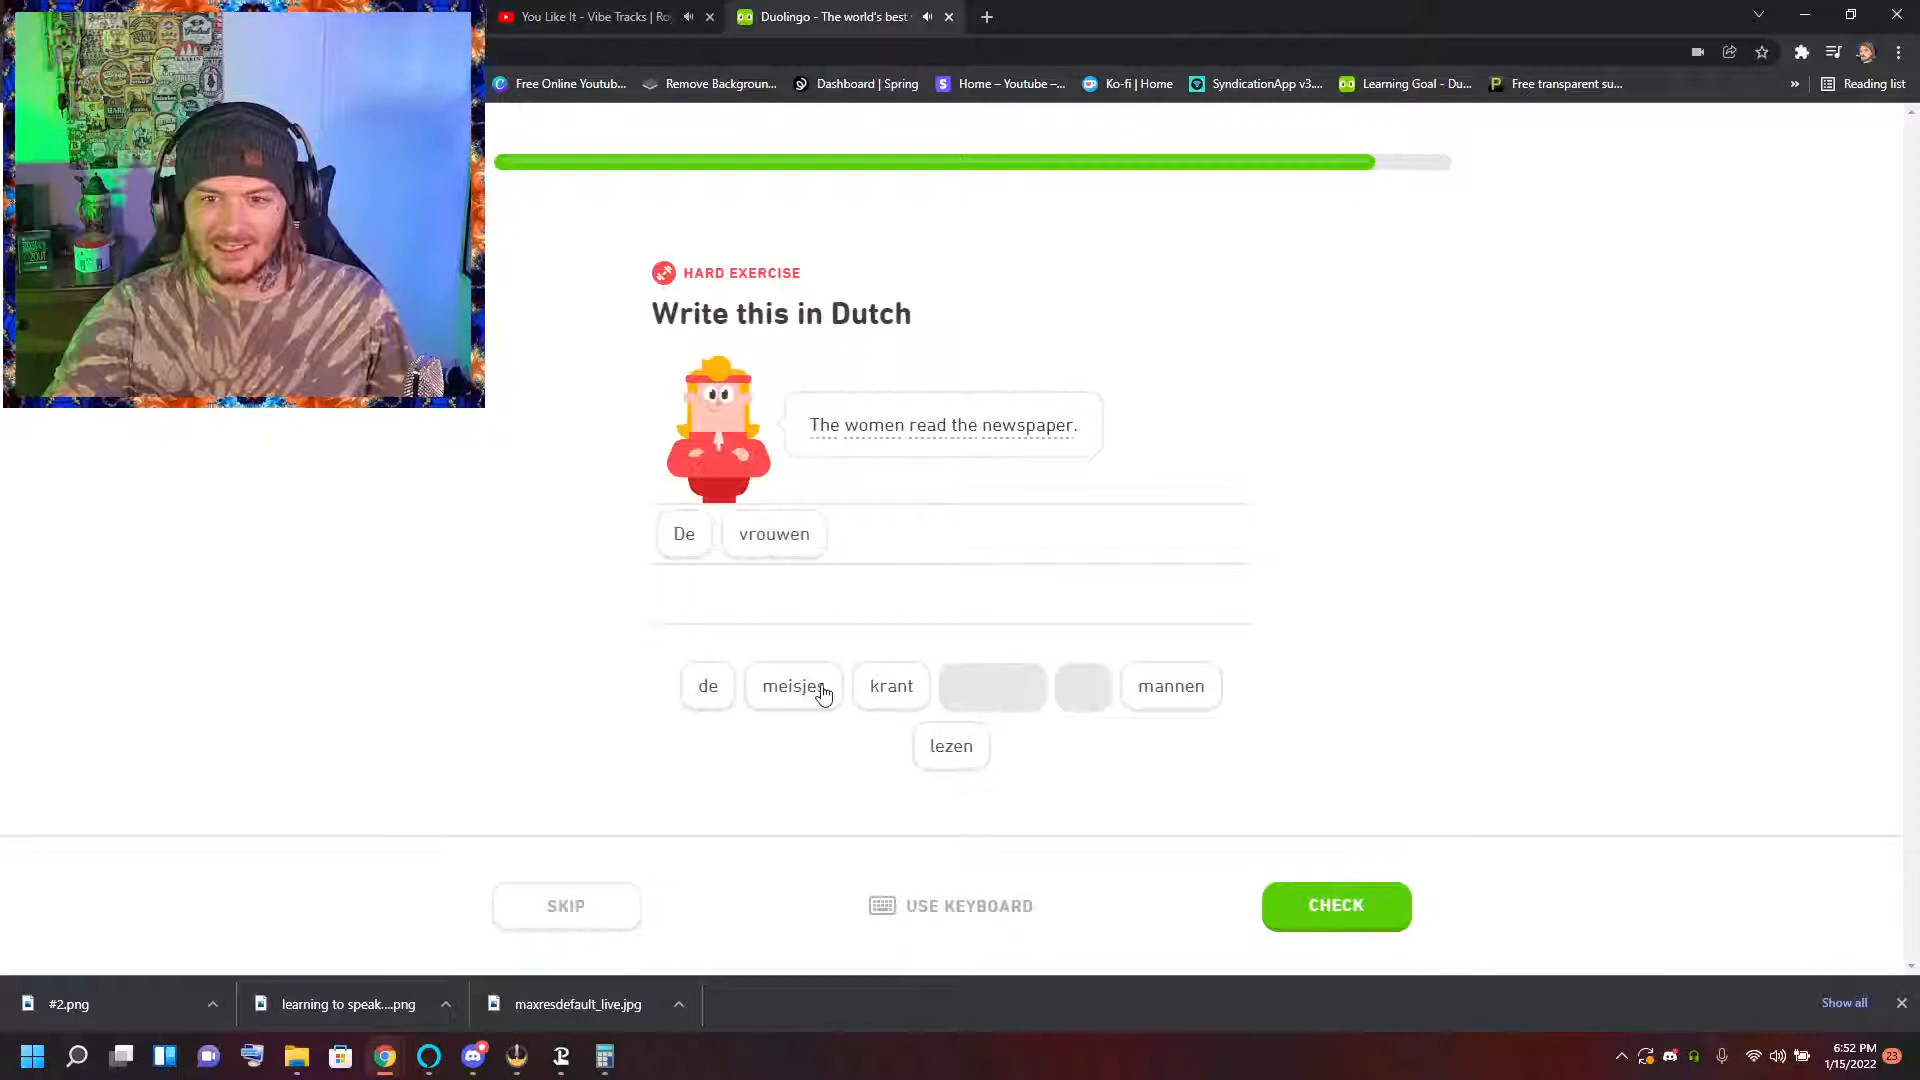 You Like It - Vibe Tracks | Ro
Duolingo - The world's best
Free Online Youtub...
Remove Backgroun...
Dashboard | Spring
Home – Youtube –...
Ko-fi | Home
SyndicationApp v3....
Learning Goal - Du...
Free transparent su...
»
Reading list
HARD EXERCISE
Write this in Dutch
The women read the newspaper.
De vrouwen
de meisjes krant mannen
lezen
SKIP
USE KEYBOARD
CHECK
#2.png
learning to speak....png
maxresdefault_live.jpg
Show all
6:52 PM
1/15/2022
23